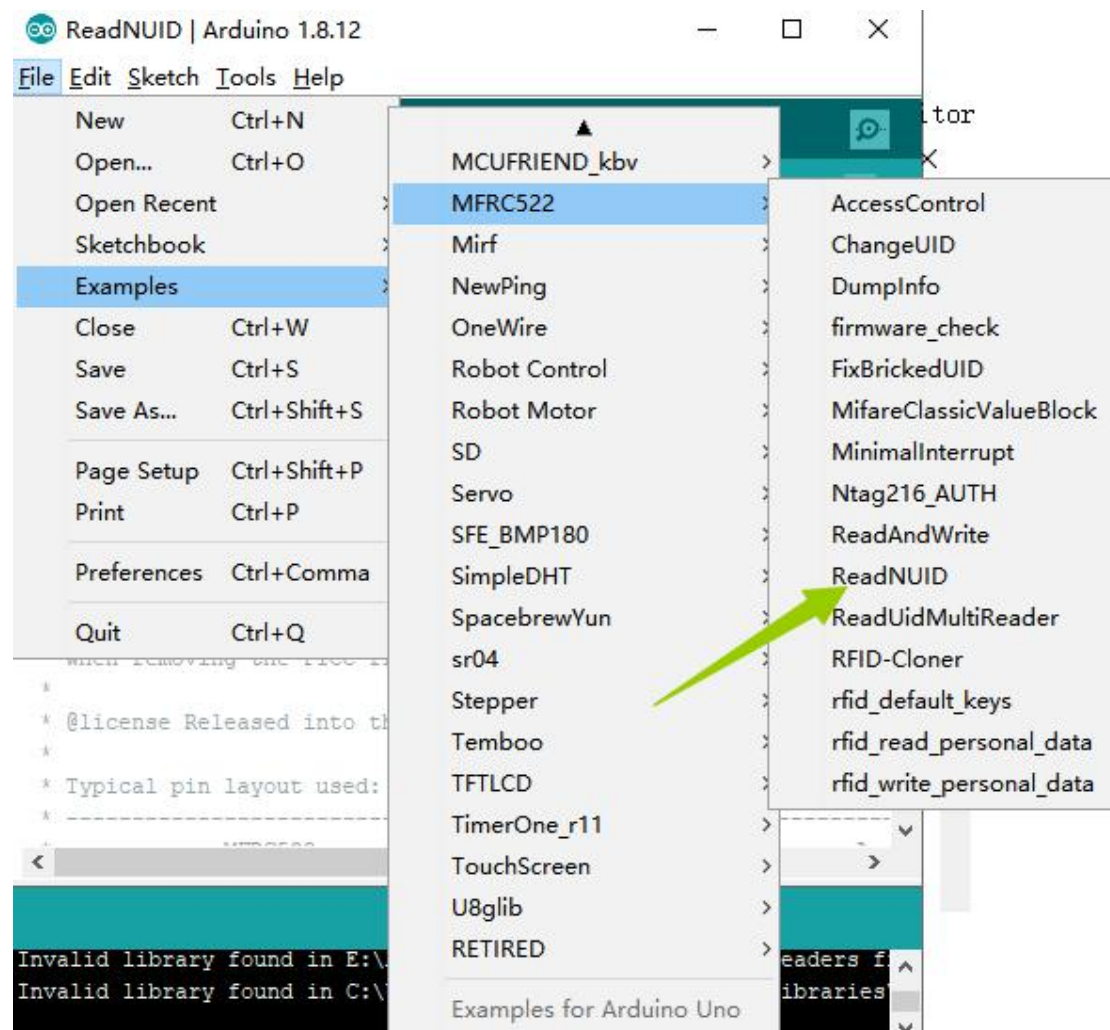 ReadNUID | Arduino 1.8.12
File Edit Sketch Tools Help
New Ctrl+N
Open... Ctrl+O
Open Recent
Sketchbook
Examples
Close Ctrl+W
Save Ctrl+S
Save As... Ctrl+Shift+S
Page Setup Ctrl+Shift+P
Print Ctrl+P
Preferences Ctrl+Comma
Quit Ctrl+Q
MCUFRIEND_kbv
MFRC522
Mirf
NewPing
OneWire
Robot Control
Robot Motor
SD
Servo
SFE_BMP180
SimpleDHT
SpacebrewYun
sr04
Stepper
Temboo
TFTLCD
TimerOne_r11
TouchScreen
U8glib
RETIRED
Examples for Arduino Uno
AccessControl
ChangeUID
DumpInfo
firmware_check
FixBrickedUID
MifareClassicValueBlock
MinimalInterrupt
Ntag216_AUTH
ReadAndWrite
ReadNUID
ReadUidMultiReader
RFID-Cloner
rfid_default_keys
rfid_read_personal_data
rfid_write_personal_data
itor
*
* @license Released into th
*
* Typical pin layout used:
* -----------------------------------------
Invalid library found in E:\ eaders f
Invalid library found in C:\ ibraries